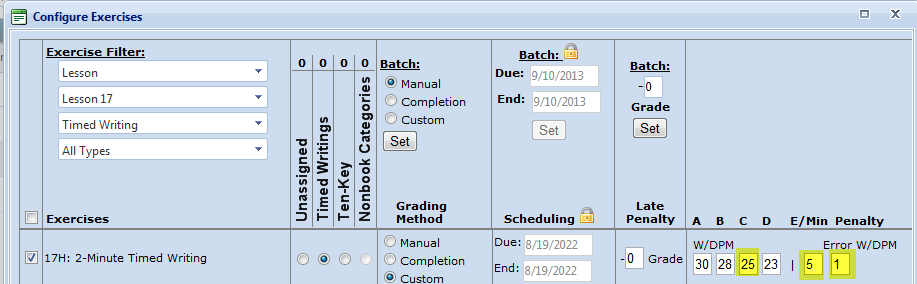 Configure Exercises
Exercise Filter:
Lesson
Lesson 17
Timed Writing
All Types
Exercises
0 0 0 0
Unassigned
Timed Writings
Ten-Key
Nonbook Categories
Batch:
Manual
Completion
Custom
Set
Grading
Method
Batch:
Due: 9/10/2013
End: 9/10/2013
Set
Scheduling
Batch:
-0
Grade
Set
Late
Penalty
A B C D E/Min Penalty
17H: 2-Minute Timed Writing
Manual
Completion
Custom
Due: 8/19/2022
End: 8/19/2022
-0 Grade
W/DPM Error W/DPM
30 28 25 23 | 5 1